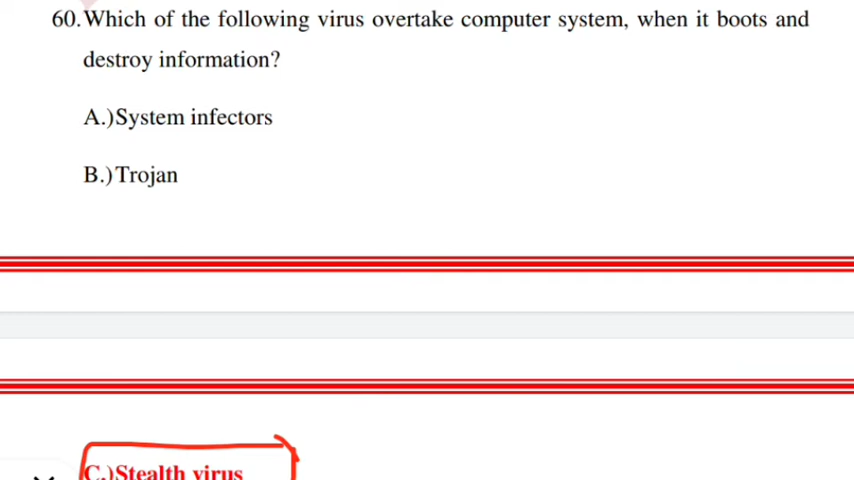 60.Which of the following virus overtake computer system, when it boots and
destroy information?
A.)System infectors
B.)Trojan
C.)Stealth virus